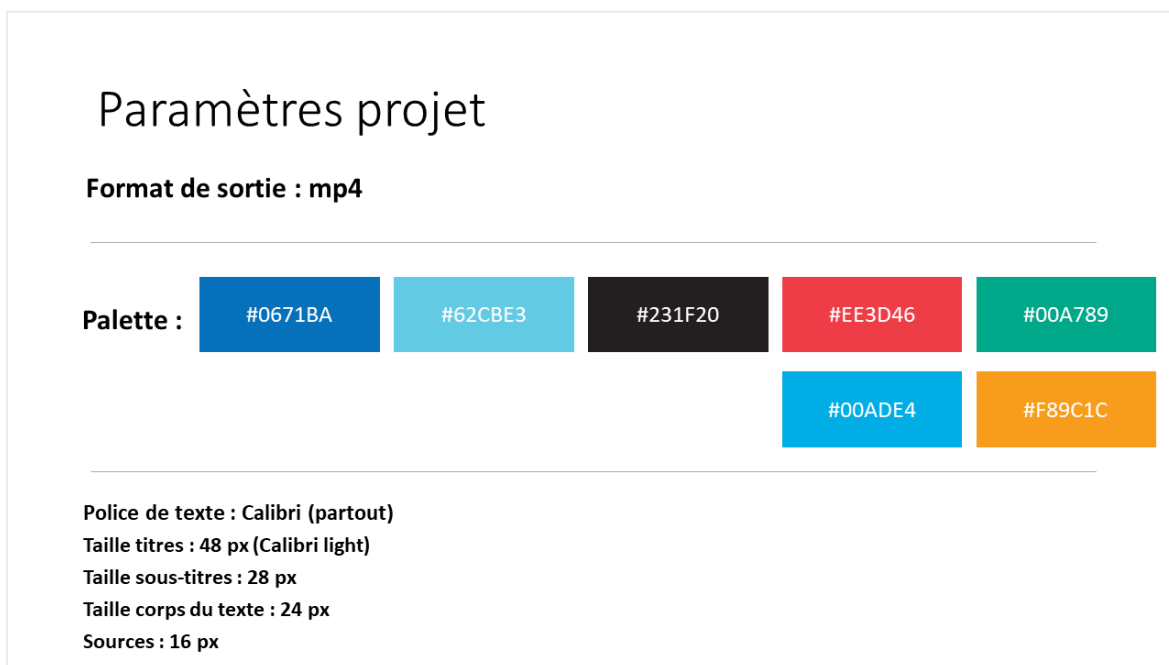 Paramètres projet
Format de sortie : mp4
Palette : #0671BA #62CBE3 #231F20 #EE3D46 #00A789
#00ADE4 #F89C1C
Police de texte : Calibri (partout)
Taille titres : 48 px (Calibri light)
Taille sous-titres : 28 px
Taille corps du texte : 24 px
Sources : 16 px